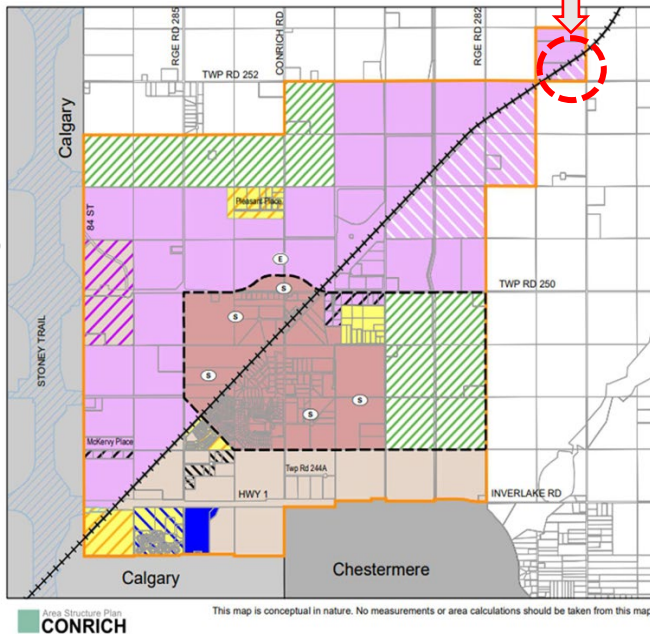 RGE RD 285
CONRICH RD
RGE RD 282
TWP RD 252
Calgary
84 ST
Pleasant Place
E
S
TWP RD 250
S
STONEY TRAIL
S
S
S
McKenvy Place
Twp Rd 244A
HWY 1
INVERLAKE RD
Calgary
Chestermere
Area Structure Plan
CONRICH
This map is conceptual in nature. No measurements or area calculations should be taken from this map